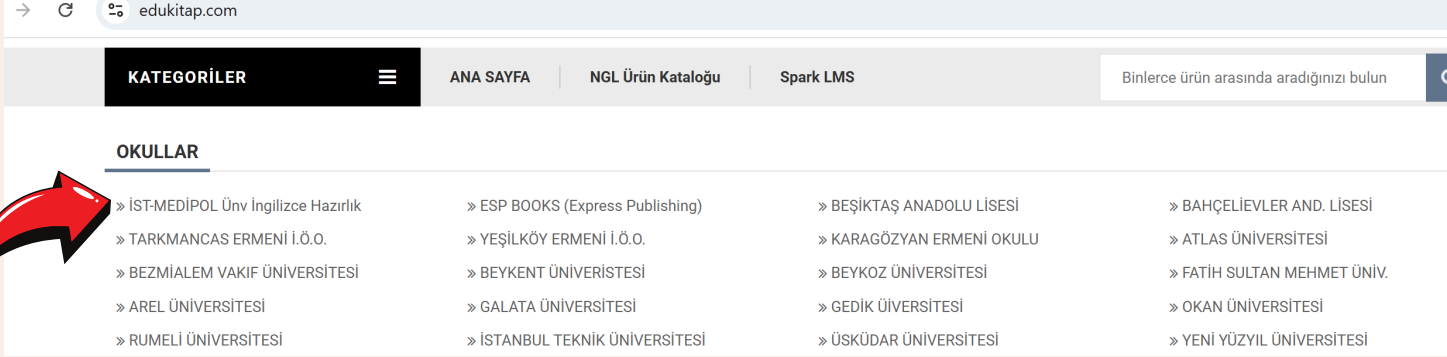 edukitap.com
KATEGORİLER ANA SAYFA NGL Ürün Kataloğu Spark LMS Binlerce ürün arasında aradığınızı bulun
OKULLAR
» İST-MEDİPOL Ünv İngilizce Hazırlık » ESP BOOKS (Express Publishing) » BEŞİKTAŞ ANADOLU LİSESİ » BAHÇELİEVLER AND. LİSESİ
» TARKMANCAS ERMENİ İ.Ö.O. » YEŞİLKÖY ERMENİ İ.Ö.O. » KARAGÖZYAN ERMENİ OKULU » ATLAS ÜNİVERSİTESİ
» BEZMİALEM VAKIF ÜNİVERSİTESİ » BEYKENT ÜNİVERİSTESİ » BEYKOZ ÜNİVERSİTESİ » FATİH SULTAN MEHMET ÜNİV.
» AREL ÜNİVERSİTESİ » GALATA ÜNİVERSİTESİ » GEDİK ÜİVERSİTESİ » OKAN ÜNİVERSİTESİ
» RUMELİ ÜNİVERSİTESİ » İSTANBUL TEKNİK ÜNİVERSİTESİ » ÜSKÜDAR ÜNİVERSİTESİ » YENİ YÜZYIL ÜNİVERSİTESİ